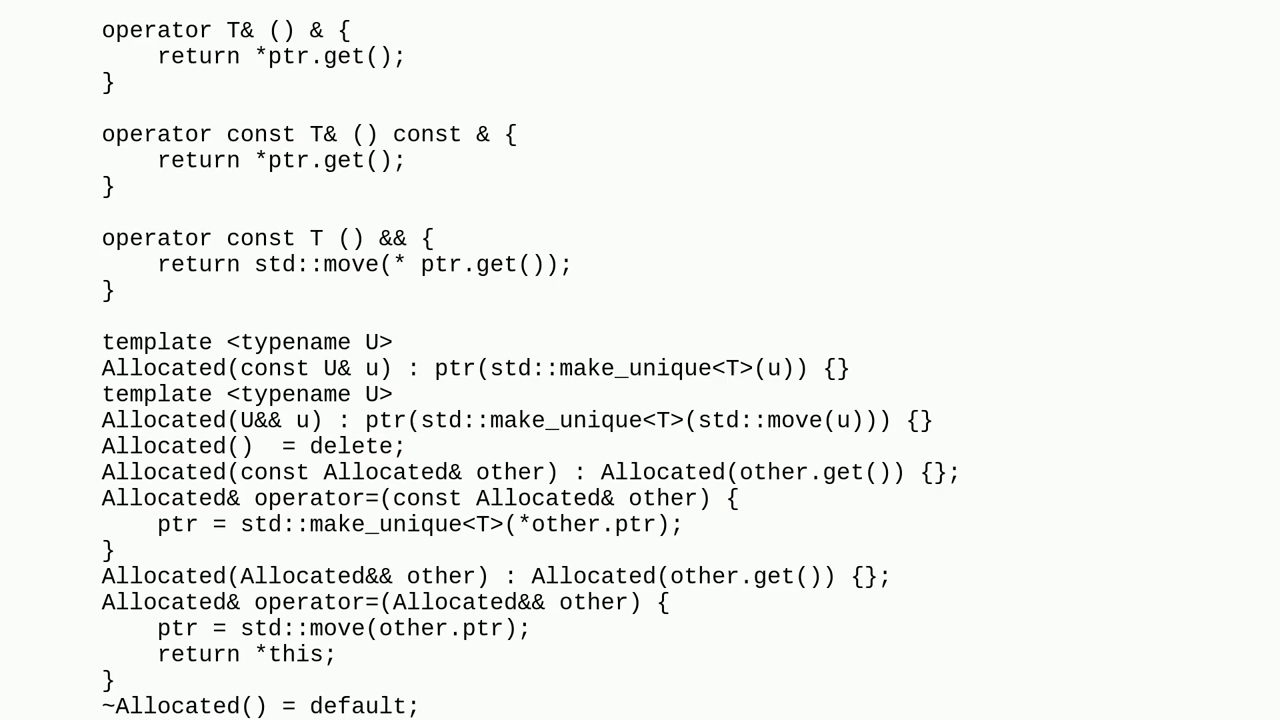 operator T& () & {
    return *ptr.get();
}

operator const T& () const & {
    return *ptr.get();
}

operator const T () && {
    return std::move(* ptr.get());
}

template <typename U>
Allocated(const U& u) : ptr(std::make_unique<T>(u)) {}
template <typename U>
Allocated(U&& u) : ptr(std::make_unique<T>(std::move(u))) {}
Allocated()  = delete;
Allocated(const Allocated& other) : Allocated(other.get()) {};
Allocated& operator=(const Allocated& other) {
    ptr = std::make_unique<T>(*other.ptr);
}
Allocated(Allocated&& other) : Allocated(other.get()) {};
Allocated& operator=(Allocated&& other) {
    ptr = std::move(other.ptr);
    return *this;
}
~Allocated() = default;